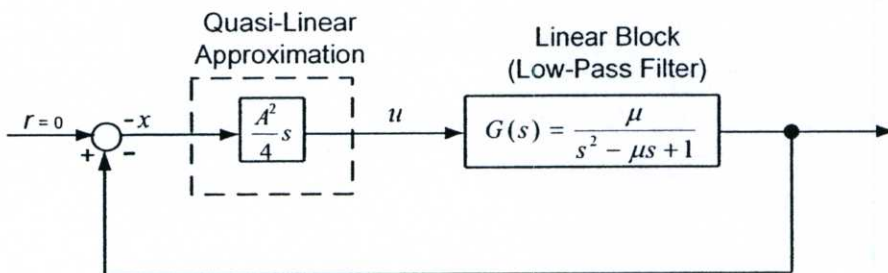 Quasi-Linear
Approximation
Linear Block
(Low-Pass Filter)
r = 0
-x
A²/4 s
u
G(s) = μ / (s² − μs + 1)
+
−